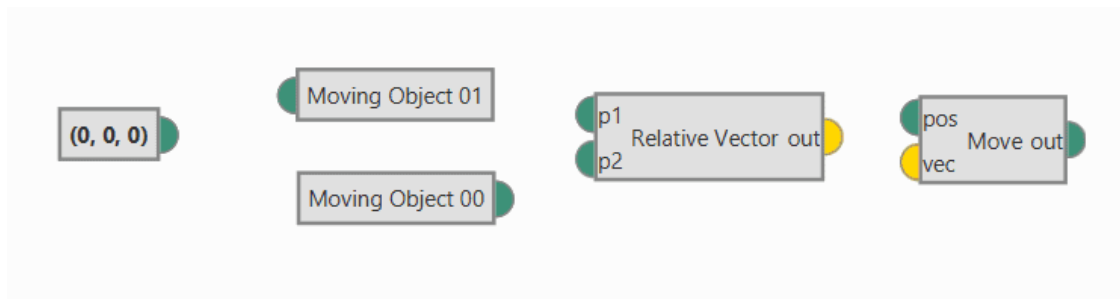 (0, 0, 0)
Moving Object 01
Moving Object 00
p1
Relative Vector out
p2
pos
Move out
vec